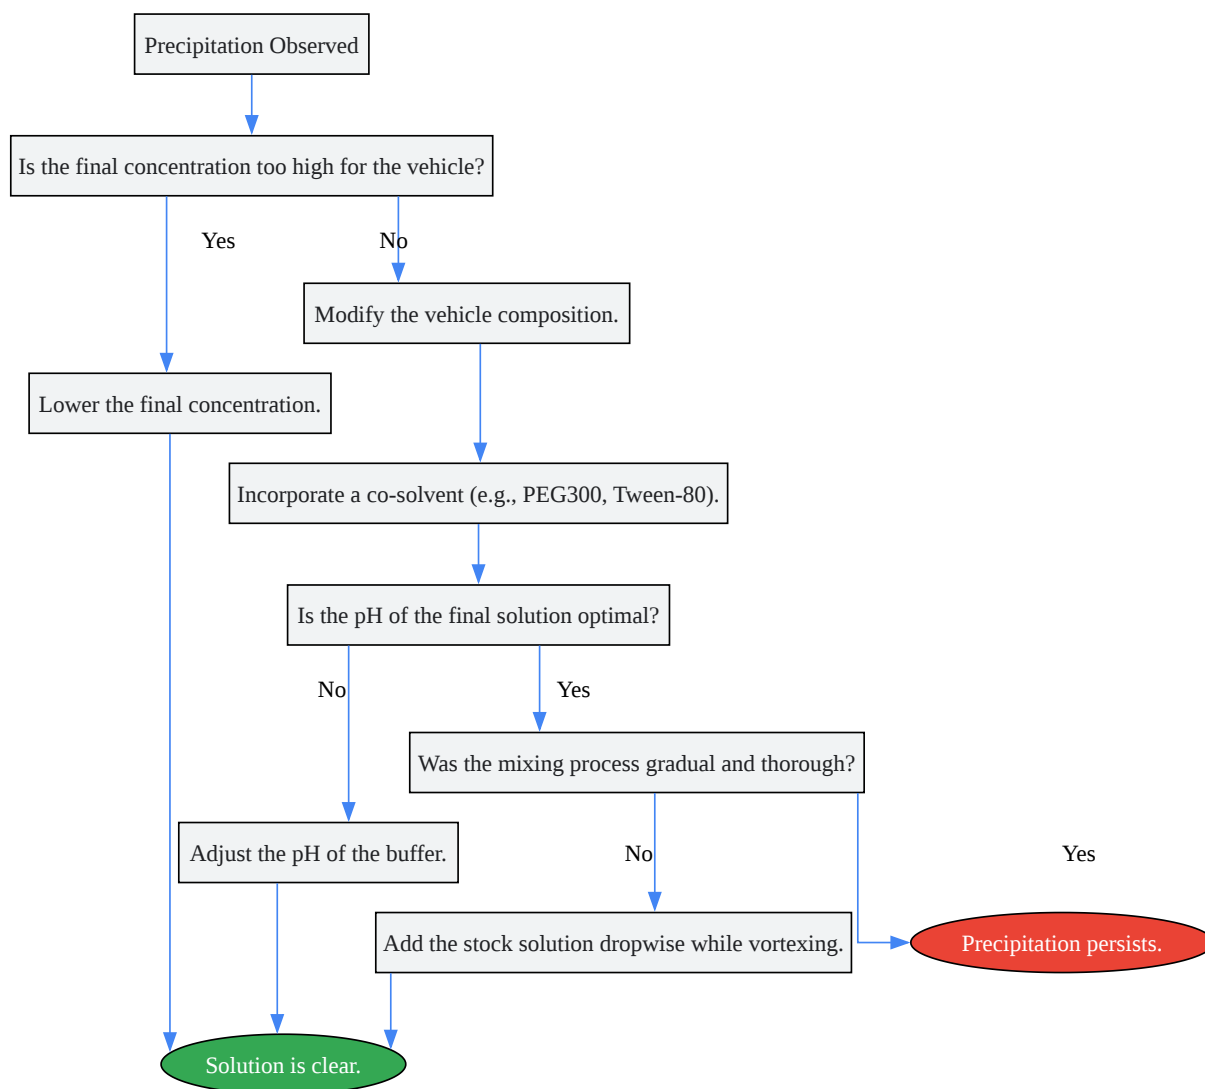 Precipitation Observed
Is the final concentration too high for the vehicle?
Yes
No
Modify the vehicle composition.
Lower the final concentration.
Incorporate a co-solvent (e.g., PEG300, Tween-80).
Is the pH of the final solution optimal?
No
Yes
Was the mixing process gradual and thorough?
Adjust the pH of the buffer.
No
Yes
Add the stock solution dropwise while vortexing.
Precipitation persists.
Solution is clear.